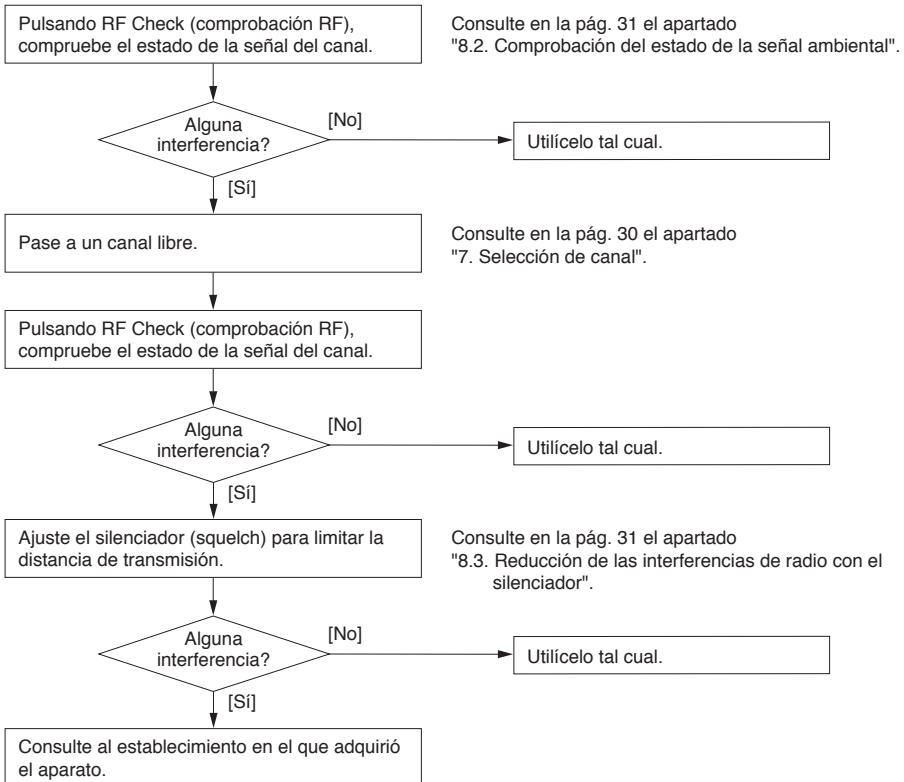 Pulsando RF Check (comprobación RF),
compruebe el estado de la señal del canal.
Consulte en la pág. 31 el apartado
"8.2. Comprobación del estado de la señal ambiental".
Alguna
interferencia?
[No]
Utilícelo tal cual.
[Sí]
Pase a un canal libre.
Consulte en la pág. 30 el apartado
"7. Selección de canal".
Pulsando RF Check (comprobación RF),
compruebe el estado de la señal del canal.
Alguna
interferencia?
[No]
Utilícelo tal cual.
[Sí]
Ajuste el silenciador (squelch) para limitar la
distancia de transmisión.
Consulte en la pág. 31 el apartado
"8.3. Reducción de las interferencias de radio con el
silenciador".
Alguna
interferencia?
[No]
Utilícelo tal cual.
[Sí]
Consulte al establecimiento en el que adquirió
el aparato.